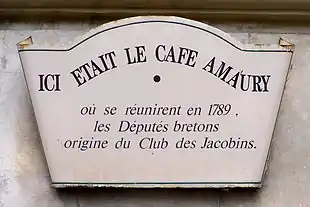 ICI ETAIT LE CAFE AMAURY
où se réunirent en 1789,
les Députés bretons
origine du Club des Jacobins.